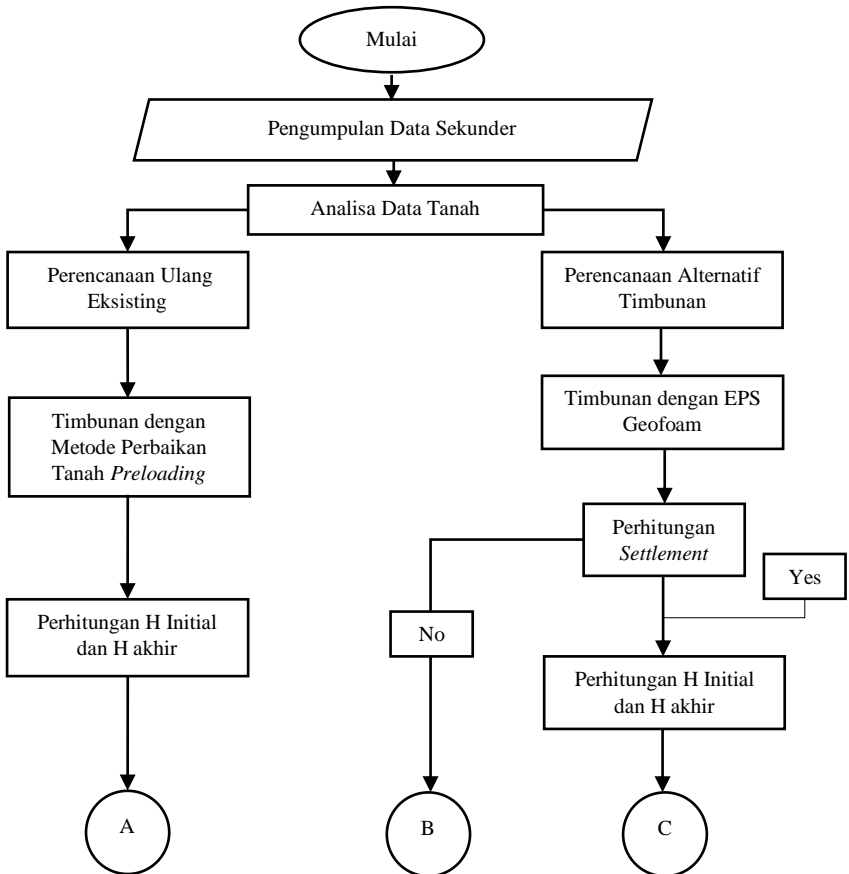 Mulai
Pengumpulan Data Sekunder
Analisa Data Tanah
Perencanaan Ulang
Eksisting
Perencanaan Alternatif
Timbunan
Timbunan dengan
Metode Perbaikan
Tanah Preloading
Timbunan dengan EPS
Geofoam
Perhitungan
Settlement
Yes
No
Perhitungan H Initial
dan H akhir
Perhitungan H Initial
dan H akhir
A
B
C